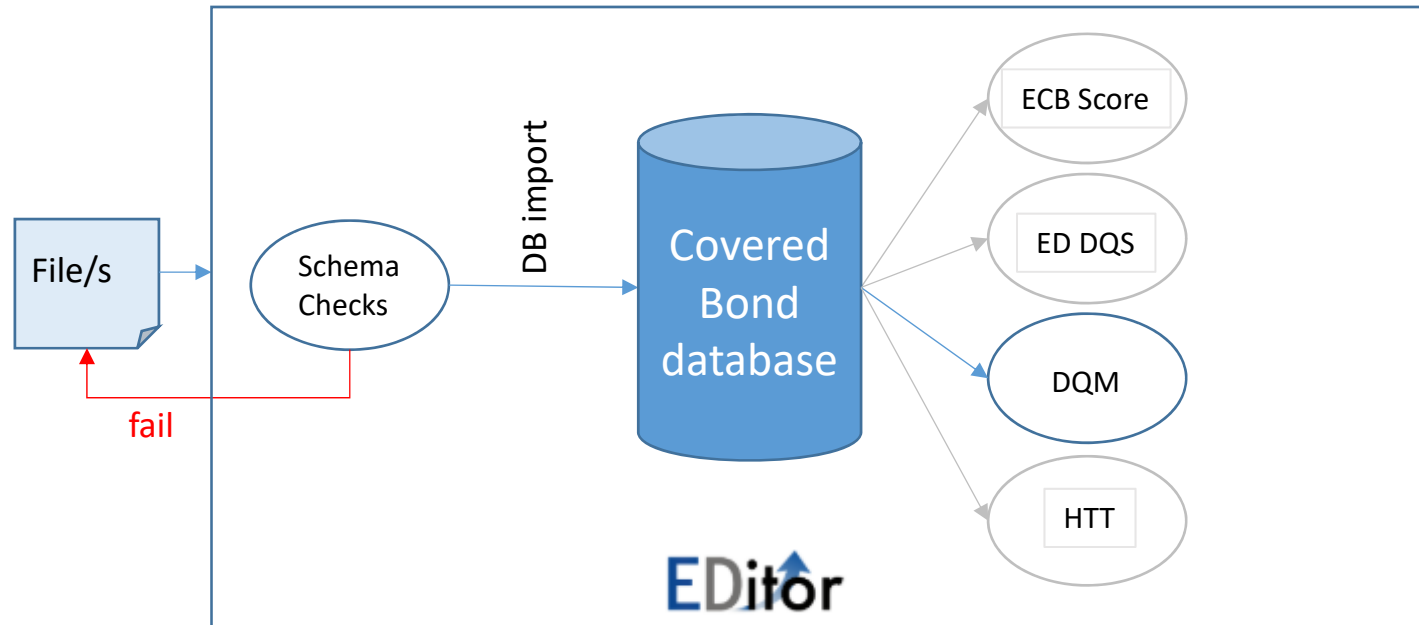 File/s
fail
Schema
Checks
DB import
Covered
Bond
database
ECB Score
ED DQS
DQM
HTT
EDitor